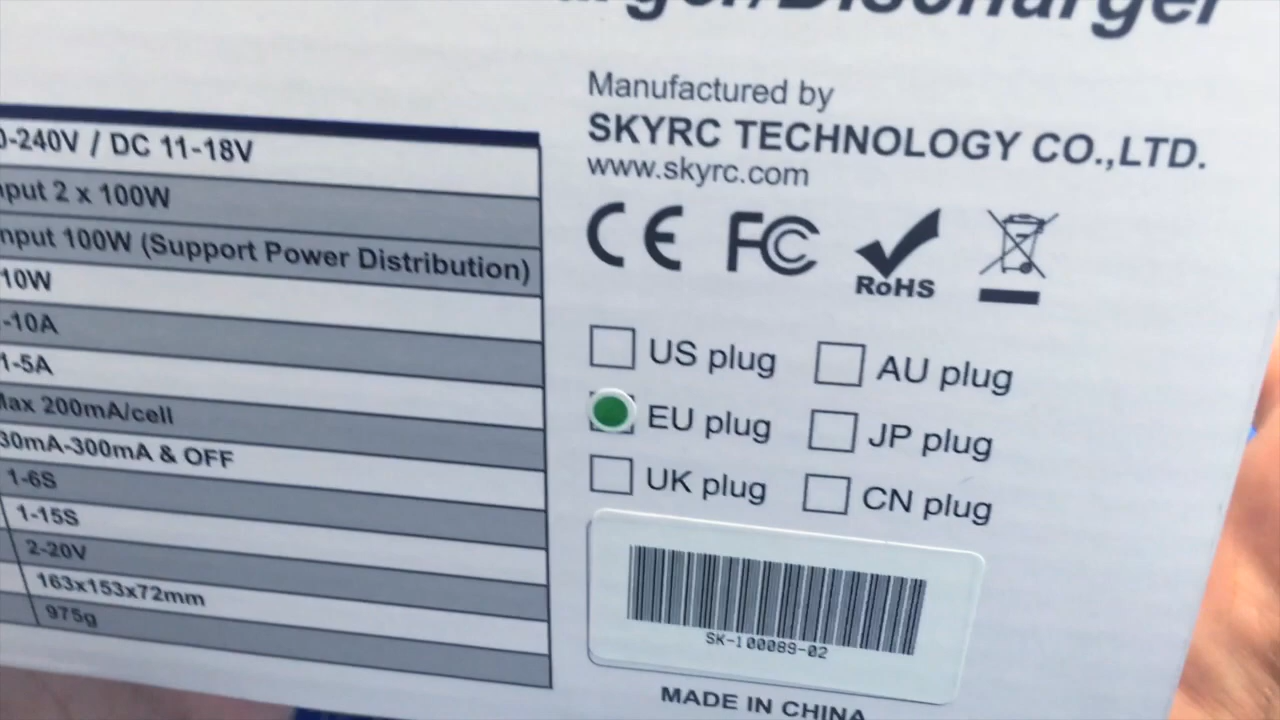 arger/Discharger
0-240V / DC 11-18V
nput 2 x 100W
nput 100W (Support Power Distribution)
10W
-10A
1-5A
Max 200mA/cell
30mA-300mA & OFF
1-6S
1-15S
2-20V
163x153x72mm
975g
Manufactured by
SKYRC TECHNOLOGY CO.,LTD.
www.skyrc.com
CE FC RoHS
US plug
AU plug
EU plug
JP plug
UK plug
CN plug
SK-100089-02
MADE IN CHINA